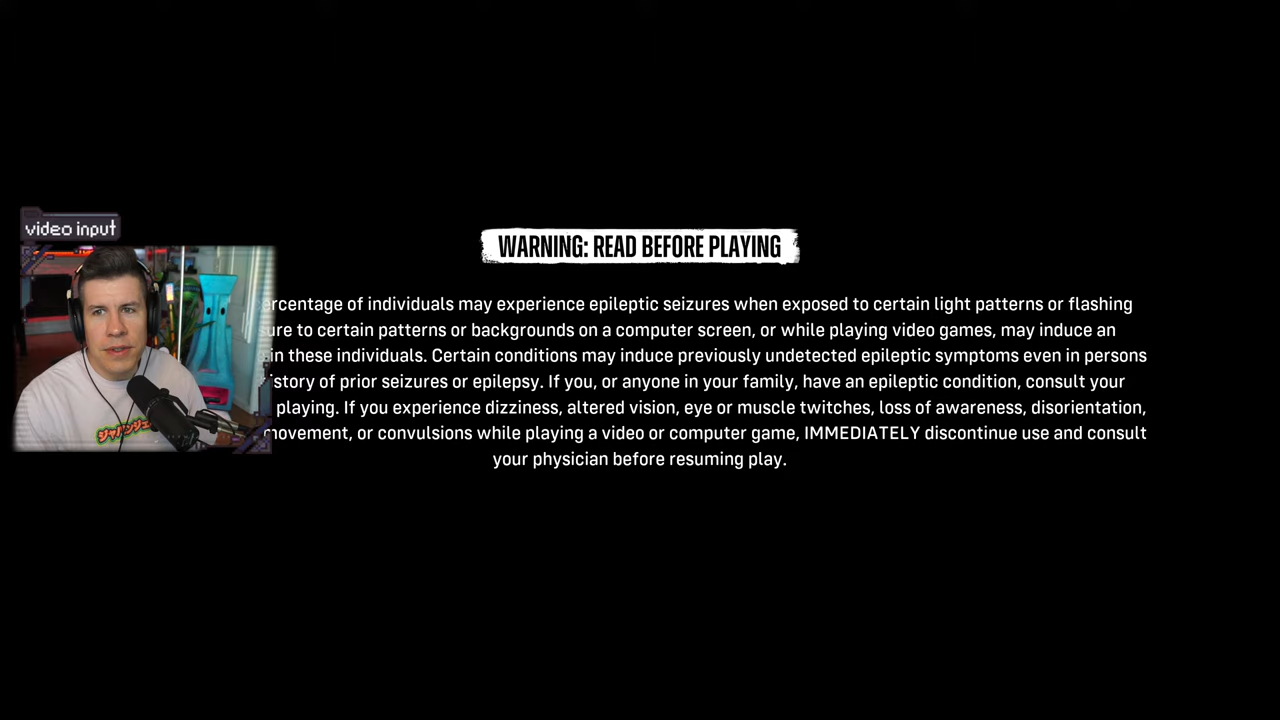 video input
WARNING: READ BEFORE PLAYING
ercentage of individuals may experience epileptic seizures when exposed to certain light patterns or flashing
ure to certain patterns or backgrounds on a computer screen, or while playing video games, may induce an
in these individuals. Certain conditions may induce previously undetected epileptic symptoms even in persons
istory of prior seizures or epilepsy. If you, or anyone in your family, have an epileptic condition, consult your
playing. If you experience dizziness, altered vision, eye or muscle twitches, loss of awareness, disorientation,
movement, or convulsions while playing a video or computer game, IMMEDIATELY discontinue use and consult
your physician before resuming play.